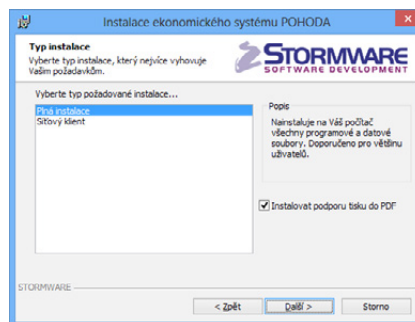 Instalace ekonomického systému POHODA
Typ instalace
Vyberte typ instalace, který nejvíce vyhovuje
Vašim požadavkům.
STORMWARE
SOFTWARE DEVELOPMENT
Vyberte typ požadované instalace...
Plná instalace
Síťový klient
Popis
Nainstaluje na Váš počítač
všechny programové a datové
soubory. Doporučeno pro většinu
uživatelů.
Instalovat podporu tisku do PDF
STORMWARE
< Zpět
Další >
Storno